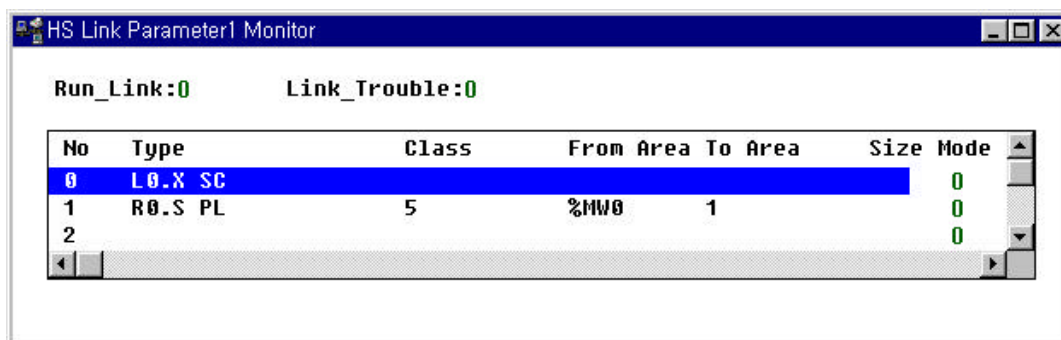 HS Link Parameter1 Monitor
Run_Link:0 Link_Trouble:0
No Type Class From Area To Area Size Mode
0 L0.X SC 0
1 R0.S PL 5 %MW0 1 0
2 0